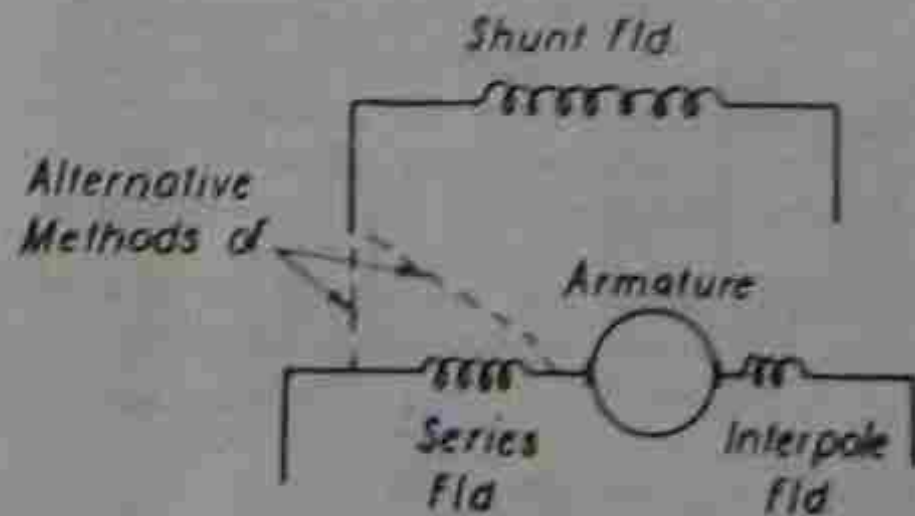 Shunt Fld.
Alternative
Methods of
Armature
Series
Fld
Interpole
fld